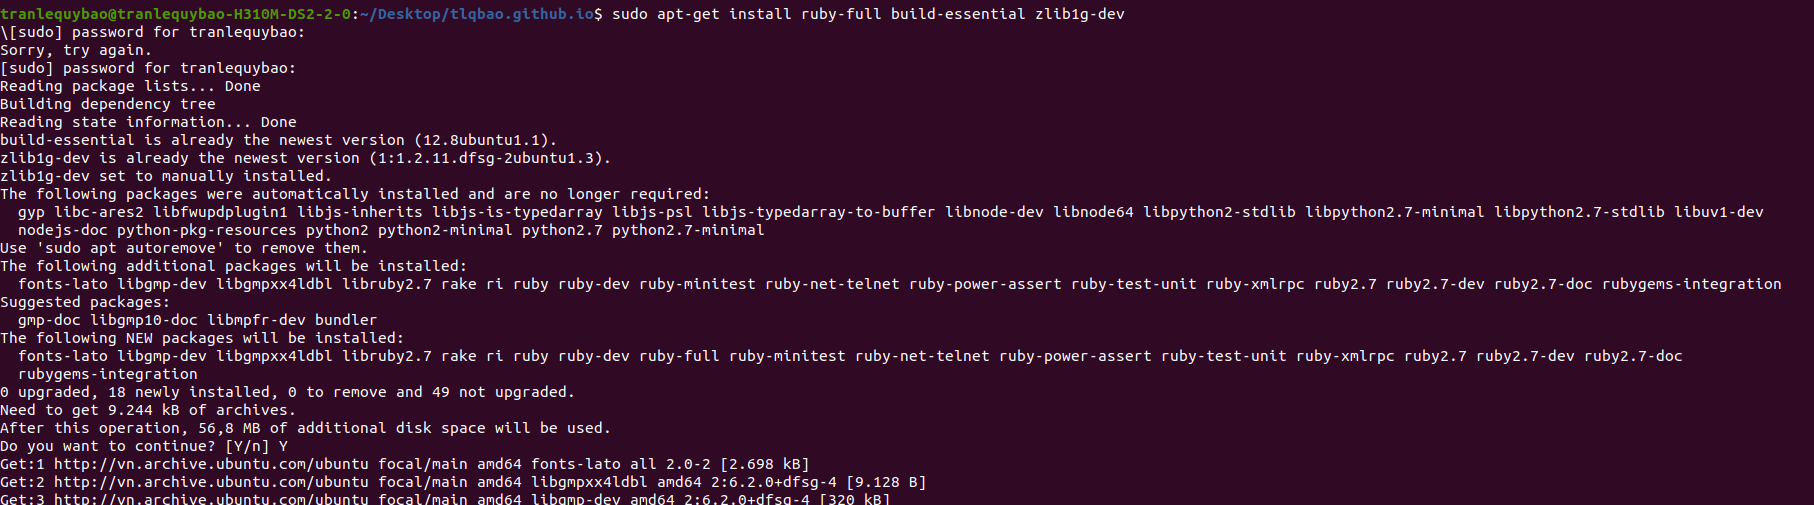 tranlequybao@tranlequybao-H310M-DS2-2-0:~/Desktop/tlqbao.github.io$ sudo apt-get install ruby-full build-essential zlib1g-dev
\[sudo] password for tranlequybao:
Sorry, try again.
[sudo] password for tranlequybao:
Reading package lists... Done
Building dependency tree
Reading state information... Done
build-essential is already the newest version (12.8ubuntu1.1).
zlib1g-dev is already the newest version (1:1.2.11.dfsg-2ubuntu1.3).
zlib1g-dev set to manually installed.
The following packages were automatically installed and are no longer required:
  gyp libc-ares2 libfwupdplugin1 libjs-inherits libjs-is-typedarray libjs-psl libjs-typedarray-to-buffer libnode-dev libnode64 libpython2-stdlib libpython2.7-minimal libpython2.7-stdlib libuv1-dev
  nodejs-doc python-pkg-resources python2 python2-minimal python2.7 python2.7-minimal
Use 'sudo apt autoremove' to remove them.
The following additional packages will be installed:
  fonts-lato libgmp-dev libgmpxx4ldbl libruby2.7 rake ri ruby ruby-dev ruby-minitest ruby-net-telnet ruby-power-assert ruby-test-unit ruby-xmlrpc ruby2.7 ruby2.7-dev ruby2.7-doc rubygems-integration
Suggested packages:
  gmp-doc libgmp10-doc libmpfr-dev bundler
The following NEW packages will be installed:
  fonts-lato libgmp-dev libgmpxx4ldbl libruby2.7 rake ri ruby ruby-dev ruby-full ruby-minitest ruby-net-telnet ruby-power-assert ruby-test-unit ruby-xmlrpc ruby2.7 ruby2.7-dev ruby2.7-doc
  rubygems-integration
0 upgraded, 18 newly installed, 0 to remove and 49 not upgraded.
Need to get 9.244 kB of archives.
After this operation, 56,8 MB of additional disk space will be used.
Do you want to continue? [Y/n] Y
Get:1 http://vn.archive.ubuntu.com/ubuntu focal/main amd64 fonts-lato all 2.0-2 [2.698 kB]
Get:2 http://vn.archive.ubuntu.com/ubuntu focal/main amd64 libgmpxx4ldbl amd64 2:6.2.0+dfsg-4 [9.128 B]
Get:3 http://vn.archive.ubuntu.com/ubuntu focal/main amd64 libgmp-dev amd64 2:6.2.0+dfsg-4 [320 kB]